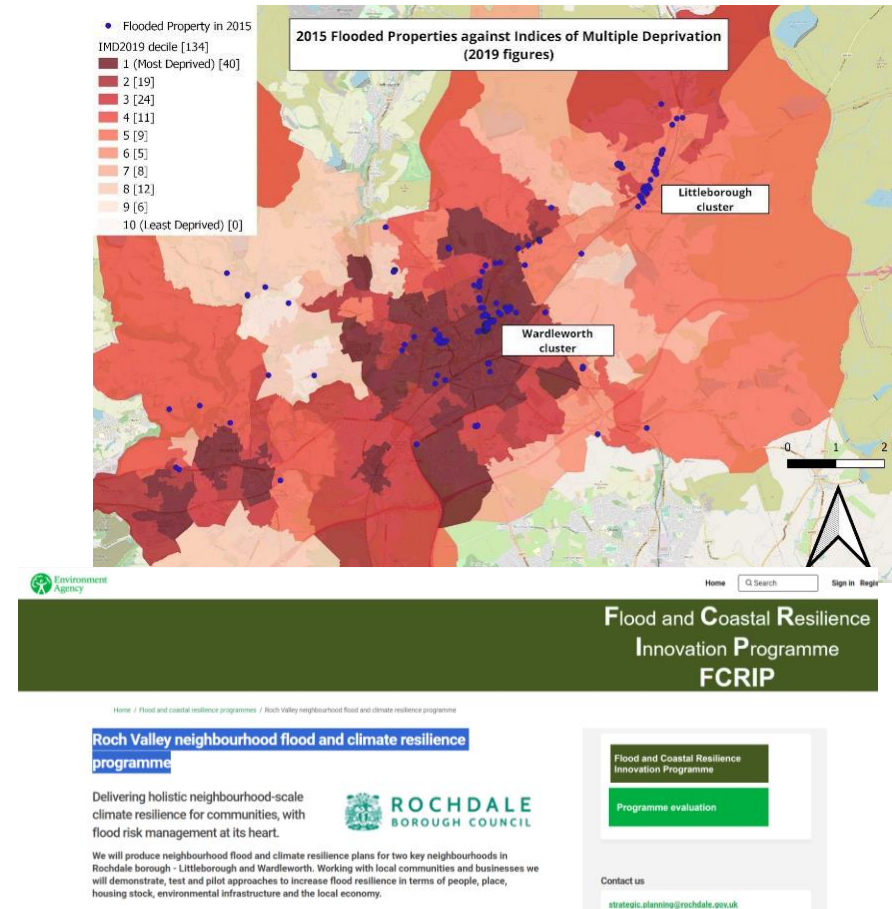 Flooded Property in 2015
IMD2019 decile [134]
1 (Most Deprived) [40]
2 [19]
3 [24]
4 [11]
5 [9]
6 [5]
7 [8]
8 [12]
9 [6]
10 (Least Deprived) [0]
2015 Flooded Properties against Indices of Multiple Deprivation
(2019 figures)
Littleborough
cluster
Wardleworth
cluster
0 1 2
Environment
Agency
Home
Search
Sign in Regis
Flood and Coastal Resilience
Innovation Programme
FCRIP
Home / Flood and coastal resilience programmes / Roch Valley neighbourhood flood and climate resilience programme
Roch Valley neighbourhood flood and climate resilience
programme
Delivering holistic neighbourhood-scale
climate resilience for communities, with
flood risk management at its heart.
ROCHDALE
BOROUGH COUNCIL
We will produce neighbourhood flood and climate resilience plans for two key neighbourhoods in
Rochdale borough - Littleborough and Wardleworth. Working with local communities and businesses we
will demonstrate, test and pilot approaches to increase flood resilience in terms of people, place,
housing stock, environmental infrastructure and the local economy.
Flood and Coastal Resilience
Innovation Programme
Programme evaluation
Contact us
strategic.planning@rochdale.gov.uk